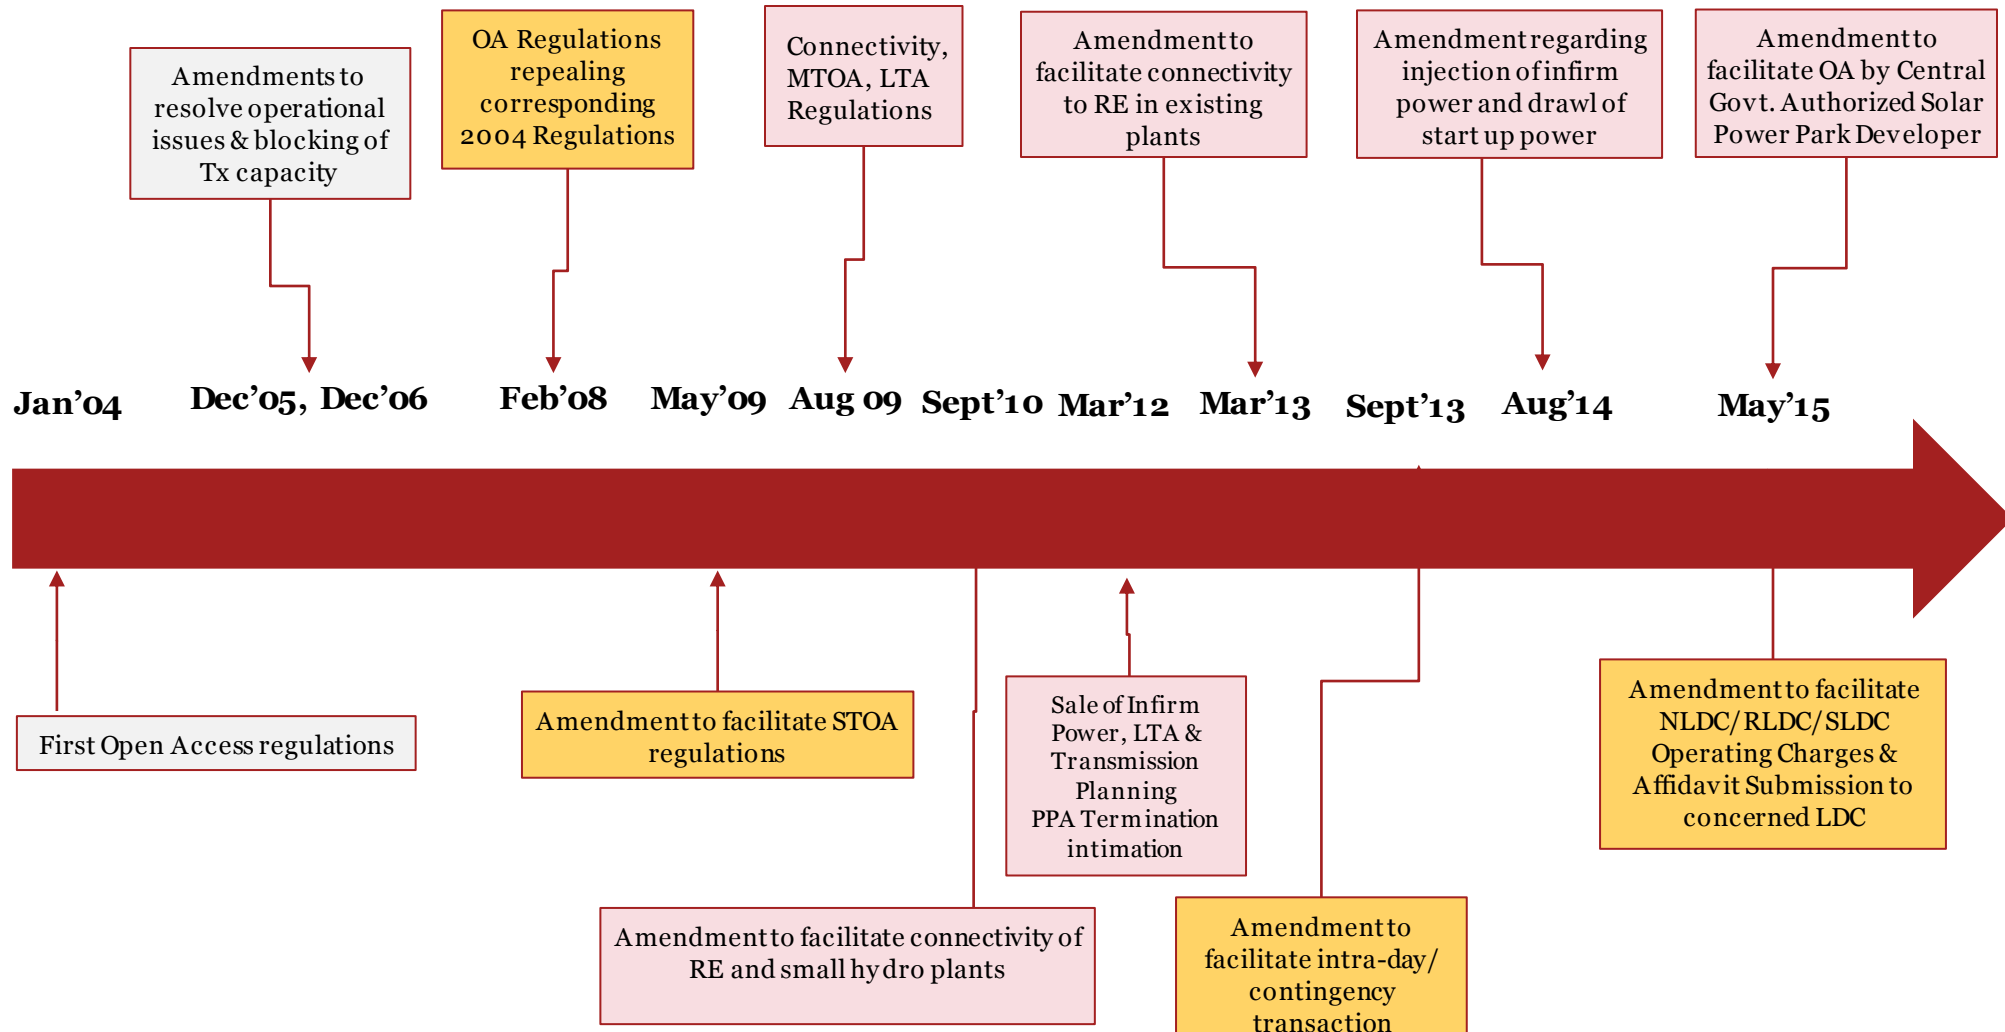 Amendments to
resolve operational
issues & blocking of
Tx capacity
OA Regulations
repealing
corresponding
2004 Regulations
Connectivity,
MTOA, LTA
Regulations
Amendment to
facilitate connectivity
to RE in existing
plants
Amendment regarding
injection of infirm
power and drawl of
start up power
Amendment to
facilitate OA by Central
Govt. Authorized Solar
Power Park Developer
Jan’04
Dec’05, Dec’06
Feb’08
May’09
Aug 09
Sept’10
Mar’12
Mar’13
Sept’13
Aug’14
May’15
First Open Access regulations
Amendment to facilitate STOA
regulations
Amendment to facilitate connectivity of
RE and small hydro plants
Sale of Infirm
Power, LTA &
Transmission
Planning
PPA Termination
intimation
Amendment to
facilitate intra-day/
contingency
transaction
Amendment to facilitate
NLDC/RLDC/SLDC
Operating Charges &
Affidavit Submission to
concerned LDC